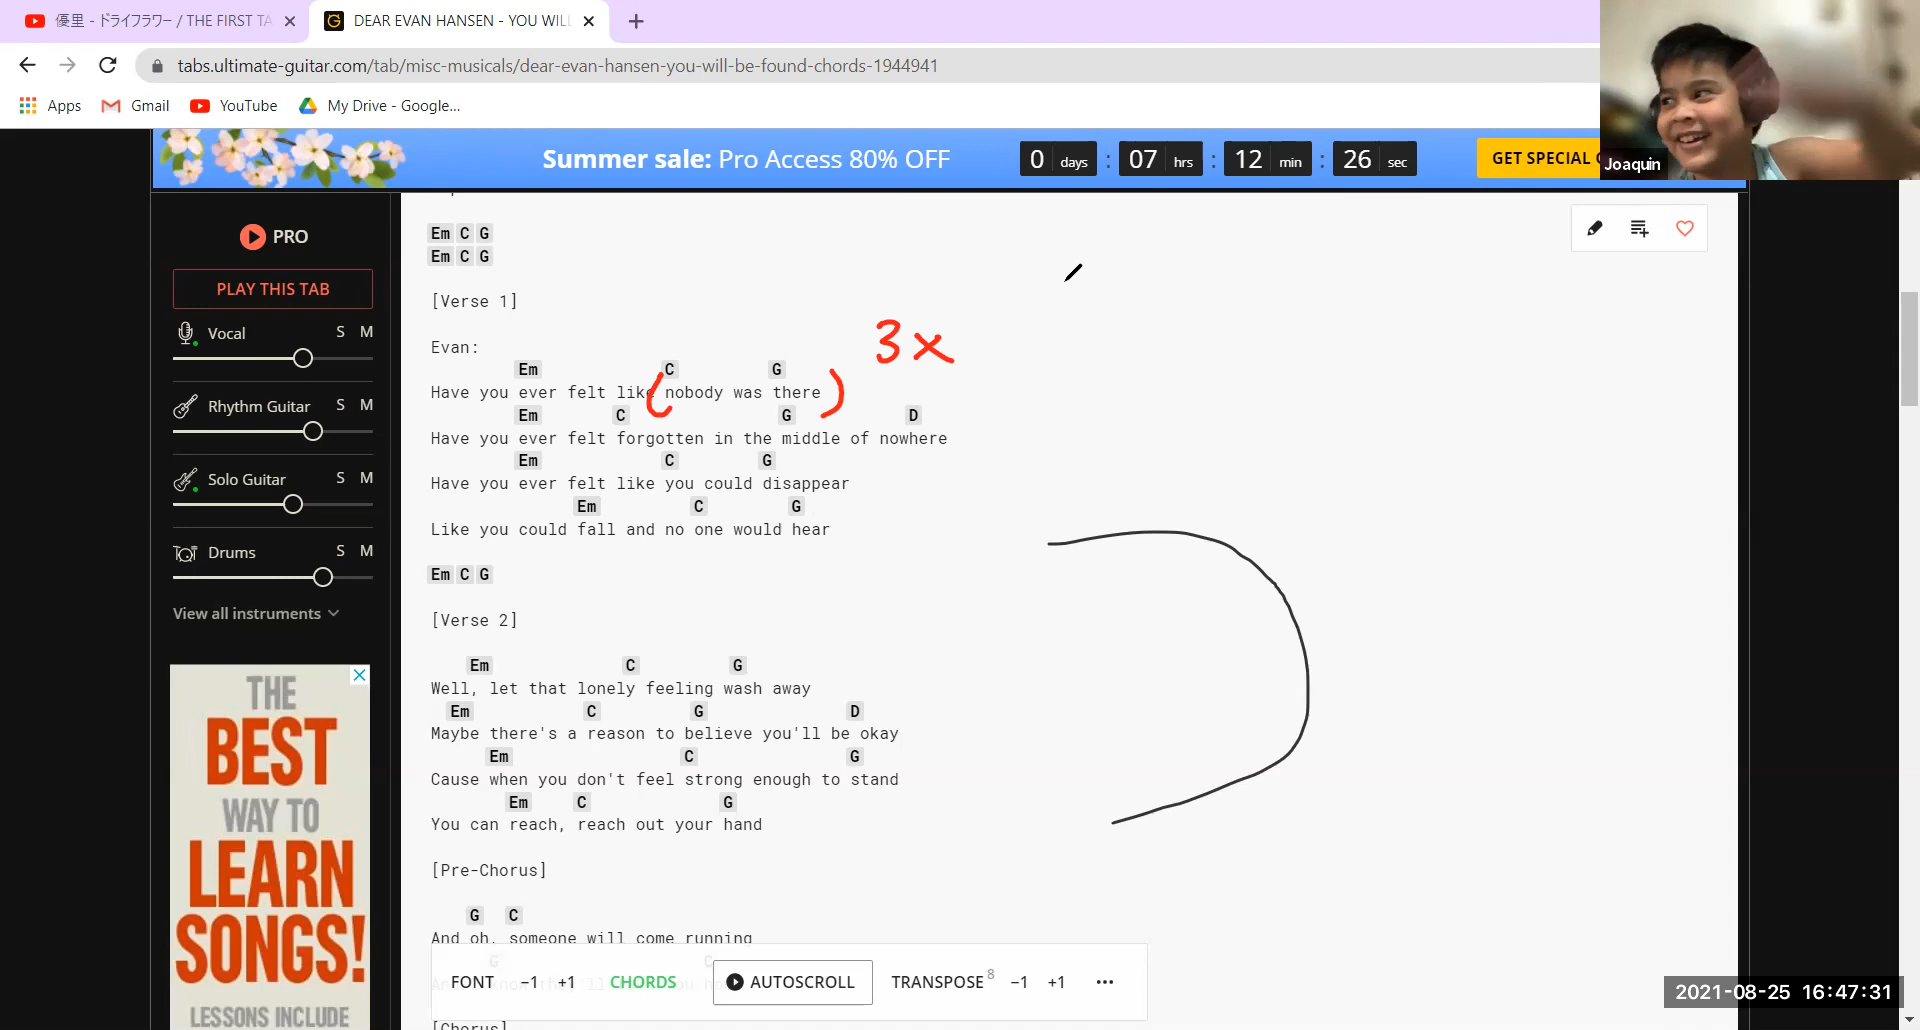 優里 - ドライフラワー / THE FIRST TA
DEAR EVAN HANSEN - YOU WILL
tabs.ultimate-guitar.com/tab/misc-musicals/dear-evan-hansen-you-will-be-found-chords-1944941
Apps Gmail YouTube My Drive - Google...
Summer sale: Pro Access 80% OFF 0 days : 07 hrs : 12 min : 26 sec GET SPECIAL
Joaquin
PRO
PLAY THIS TAB
Vocal S M
Rhythm Guitar S M
Solo Guitar S M
Drums S M
View all instruments
THE
BEST
WAY TO
LEARN
SONGS!
LESSONS INCLUDE
Em C G
Em C G
[Verse 1]
3x
Evan:
Em C G
Have you ever felt like (nobody was there)
Em C G D
Have you ever felt forgotten in the middle of nowhere
Em C G
Have you ever felt like you could disappear
Em C G
Like you could fall and no one would hear
Em C G
[Verse 2]
Em C G
Well, let that lonely feeling wash away
Em C G D
Maybe there's a reason to believe you'll be okay
Em C G
Cause when you don't feel strong enough to stand
Em C G
You can reach, reach out your hand
[Pre-Chorus]
G C
And oh, someone will come running
G C
FONT -1 +1 CHORDS AUTOSCROLL TRANSPOSE 8 -1 +1 ...
[Chorus]
2021-08-25 16:47:31